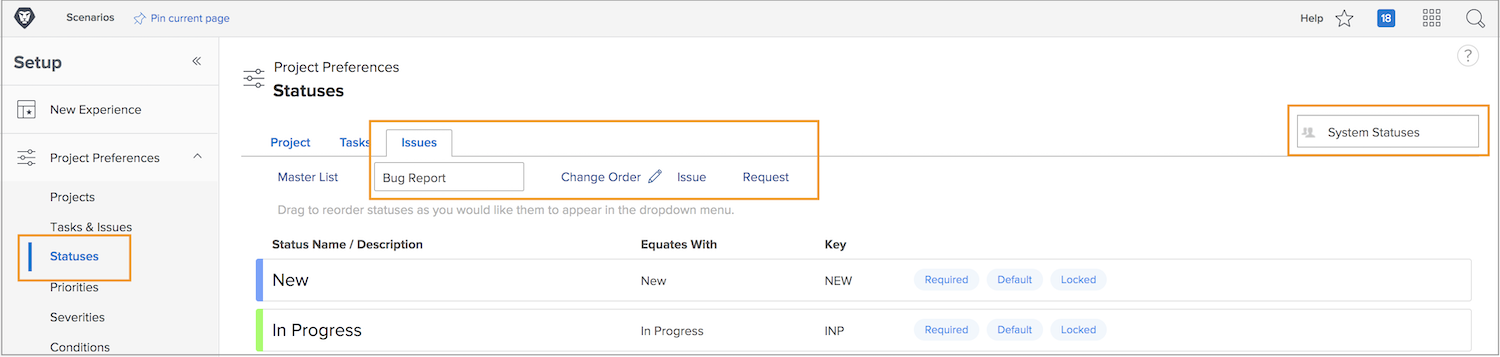 Scenarios Pin current page Help 18
Setup «
New Experience
Project Preferences
Projects
Tasks & Issues
Statuses
Priorities
Severities
Conditions
Project Preferences
Statuses
?
System Statuses
Project Tasks Issues
Master List Bug Report Change Order Issue Request
Drag to reorder statuses as you would like them to appear in the dropdown menu.
Status Name / Description Equates With Key
New New NEW Required Default Locked
In Progress In Progress INP Required Default Locked